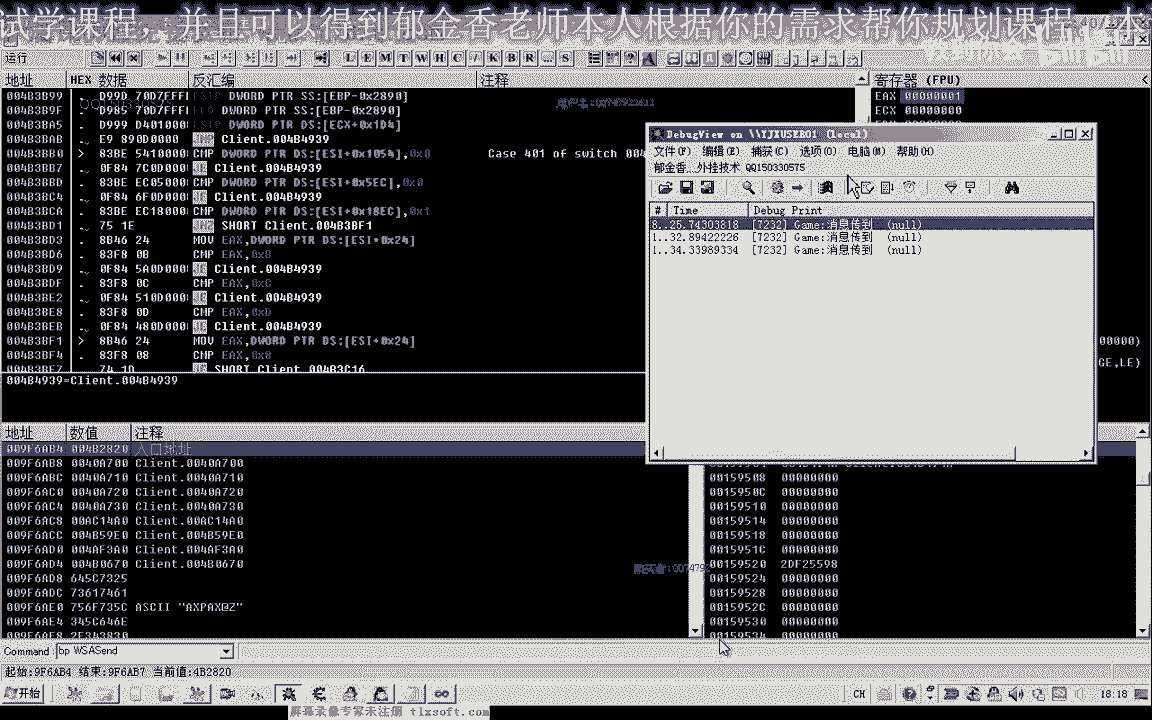 试学课程，并且可以得到郁金香老师本人根据你的需求帮你规划课程
运行
L E M T W H C / K B R ... S
地址 HEX 数据 反汇编 注释 寄存器 (FPU)
004B3B99 . D99D 70D7FFFI DWORD PTR SS:[EBP-0x2890] EAX 00000001
004B3B9F . D985 70D7FFFI DWORD PTR SS:[EBP-0x2890] ECX 00000000
004B3BA5 . D999 D4010000 DWORD PTR DS:[ECX+0x1D4]
004B3BAB . E9 890D0000 JMP Client.004B4939
004B3BB0 > 83BE 54100000 CMP DWORD PTR DS:[ESI+0x1054],0x0 Case 401 of switch 004
004B3BB7 . 0F84 7C0D0000 JE Client.004B4939
004B3BBD . 83BE EC050000 CMP DWORD PTR DS:[ESI+0x5EC],0x0
004B3BC4 . 0F84 6F0D0000 JE Client.004B4939
004B3BCA . 83BE EC180000 CMP DWORD PTR DS:[ESI+0x18EC],0x1
004B3BD1 . 75 1E JNZ SHORT Client.004B3BF1
004B3BD3 . 8B46 24 MOV EAX,DWORD PTR DS:[ESI+0x24]
004B3BD6 . 83F8 0B CMP EAX,0xB
004B3BD9 . 0F84 5A0D0000 JE Client.004B4939
004B3BDF . 83F8 0C CMP EAX,0xC
004B3BE2 . 0F84 510D0000 JE Client.004B4939
004B3BE8 . 83F8 0D CMP EAX,0xD
004B3BEB . 0F84 480D0000 JE Client.004B4939
004B3BF1 > 8B46 24 MOV EAX,DWORD PTR DS:[ESI+0x24]
004B3BF4 . 83F8 08 CMP EAX,0x8
004B3BF7 . 74 1D JE SHORT Client.004B3C16
004B4939=Client.004B4939
DebugView on \\YJXUSER01 (local)
文件(F) 编辑(E) 捕获(C) 选项(O) 电脑(M) 帮助(H)
郁金香...外挂技术 QQ150330575
# Time Debug Print
8..25.74303818 [7232] Game:消息传到 (null)
1..32.89422226 [7232] Game:消息传到 (null)
1..34.33989334 [7232] Game:消息传到 (null)
00000)
GE,LE)
地址 数值 注释
009F6AB4 004B2820 入口地址
009F6AB8 0040A700 Client.0040A700
009F6ABC 0040A710 Client.0040A710
009F6AC0 0040A720 Client.0040A720
009F6AC4 0040A730 Client.0040A730
009F6AC8 00AC14A0 Client.00AC14A0
009F6ACC 004B59E0 Client.004B59E0
009F6AD0 004AF3A0 Client.004AF3A0
009F6AD4 004B0670 Client.004B0670
009F6AD8 645C7325
009F6ADC 73617461
009F6AE0 756F735C ASCII "AXPAX@Z"
009F6AE4 345C646E
009F6AE8 2E343830
00159508 00000000
0015950C 00000000
00159510 00000000
00159514 00000000
00159518 00000000
0015951C 00000000
00159520 2DF25598
00159524 00000000
00159528 00000000
0015952C 00000000
00159530 00000000
00159534 00000000
Command: bp WSASend
起始:9F6AB4 结束:9F6AB7 当前值:4B2820
开始 CH 18:18
屏幕录像专家未注册 tlxsoft.com